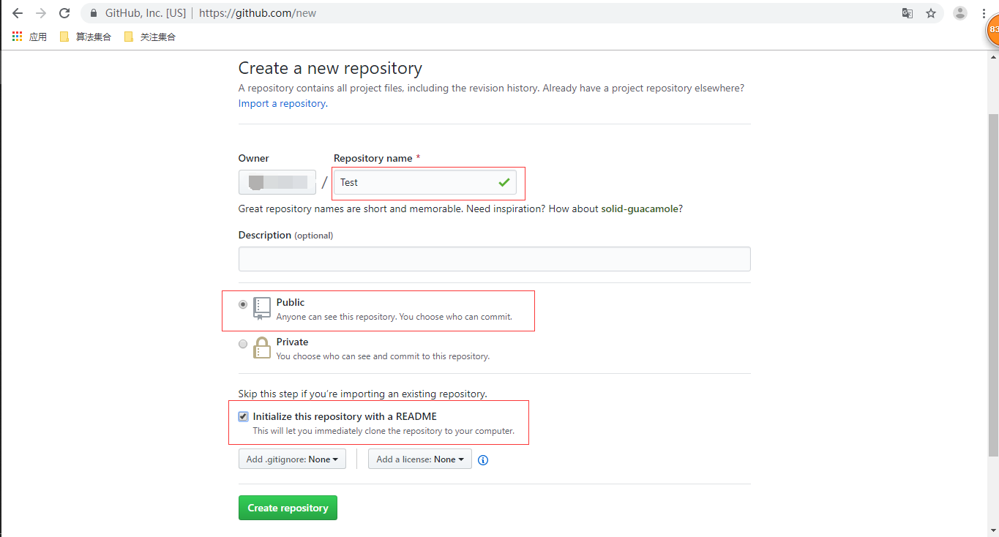 GitHub, Inc. [US] | https://github.com/new
应用 算法集合 关注集合
83
Create a new repository
A repository contains all project files, including the revision history. Already have a project repository elsewhere?
Import a repository.
Owner Repository name *
/ Test
Great repository names are short and memorable. Need inspiration? How about solid-guacamole?
Description (optional)
Public
Anyone can see this repository. You choose who can commit.
Private
You choose who can see and commit to this repository.
Skip this step if you're importing an existing repository.
Initialize this repository with a README
This will let you immediately clone the repository to your computer.
Add .gitignore: None Add a license: None
Create repository